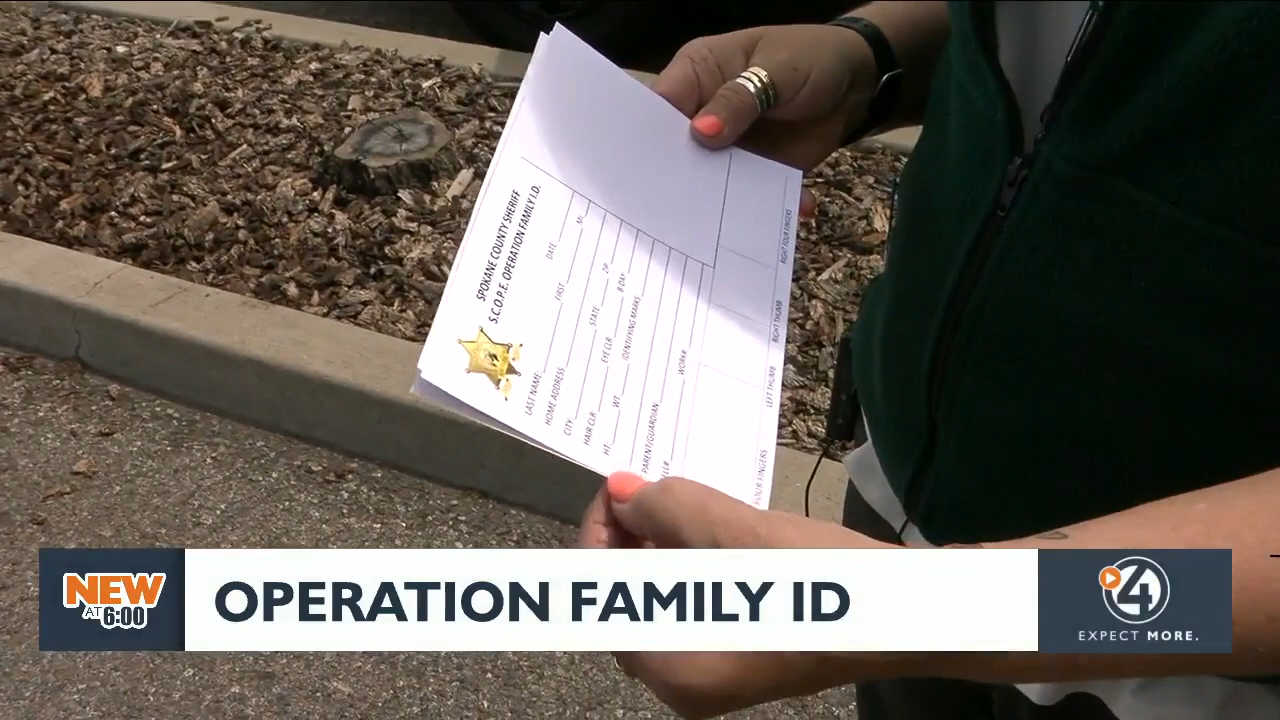 SPOKANE COUNTY SHERIFF
S.C.O.P.E. OPERATION FAMILY I.D.
DATE
LAST NAME FIRST MI
HOME ADDRESS
CITY STATE ZIP
HAIR CLR EYE CLR B DAY
HT WT IDENTIFYING MARKS
PARENT/GUARDIAN
WORK#
FOUR FINGERS LEFT THUMB RIGHT THUMB RIGHT FOUR FINGERS
NEW
AT 6:00
OPERATION FAMILY ID
4
EXPECT MORE.